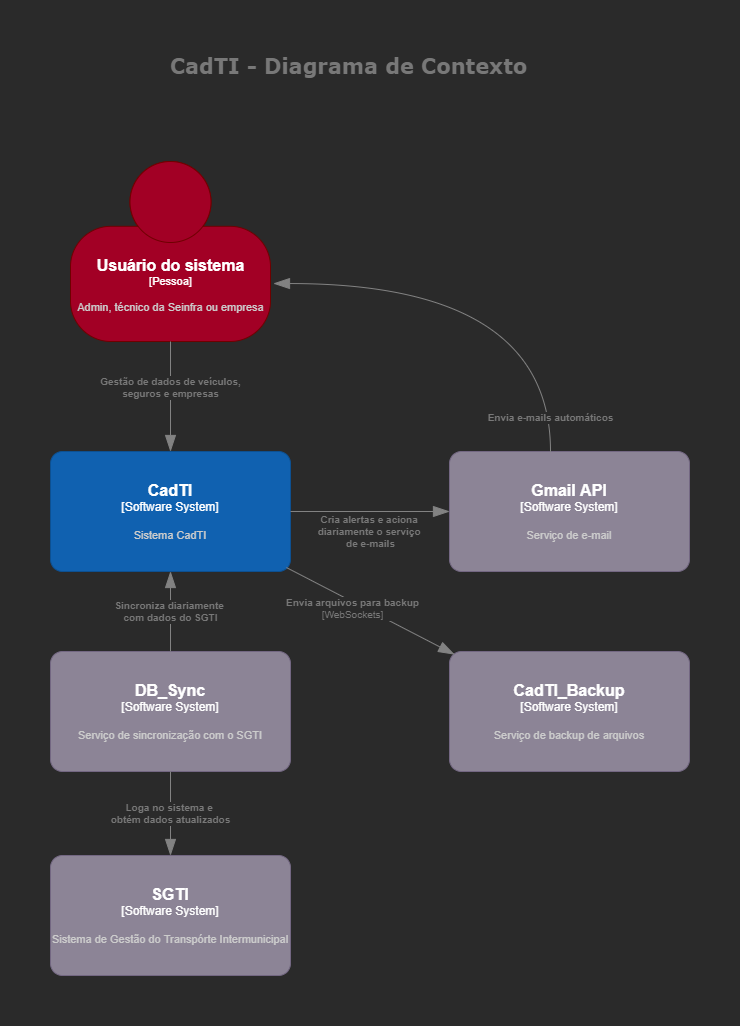 CadTI - Diagrama de Contexto
Usuário do sistema
[Pessoa]
Admin, técnico da Seinfra ou empresa
Gestão de dados de veículos,
seguros e empresas
Envia e-mails automáticos
CadTI
[Software System]
Sistema CadTI
Cria alertas e aciona
diariamente o serviço
de e-mails
Gmail API
[Software System]
Serviço de e-mail
Sincroniza diariamente
com dados do SGTI
Envia arquivos para backup
[WebSockets]
DB_Sync
[Software System]
Serviço de sincronização com o SGTI
CadTI_Backup
[Software System]
Serviço de backup de arquivos
Loga no sistema e
obtém dados atualizados
SGTI
[Software System]
Sistema de Gestão do Transpórte Intermunicipal